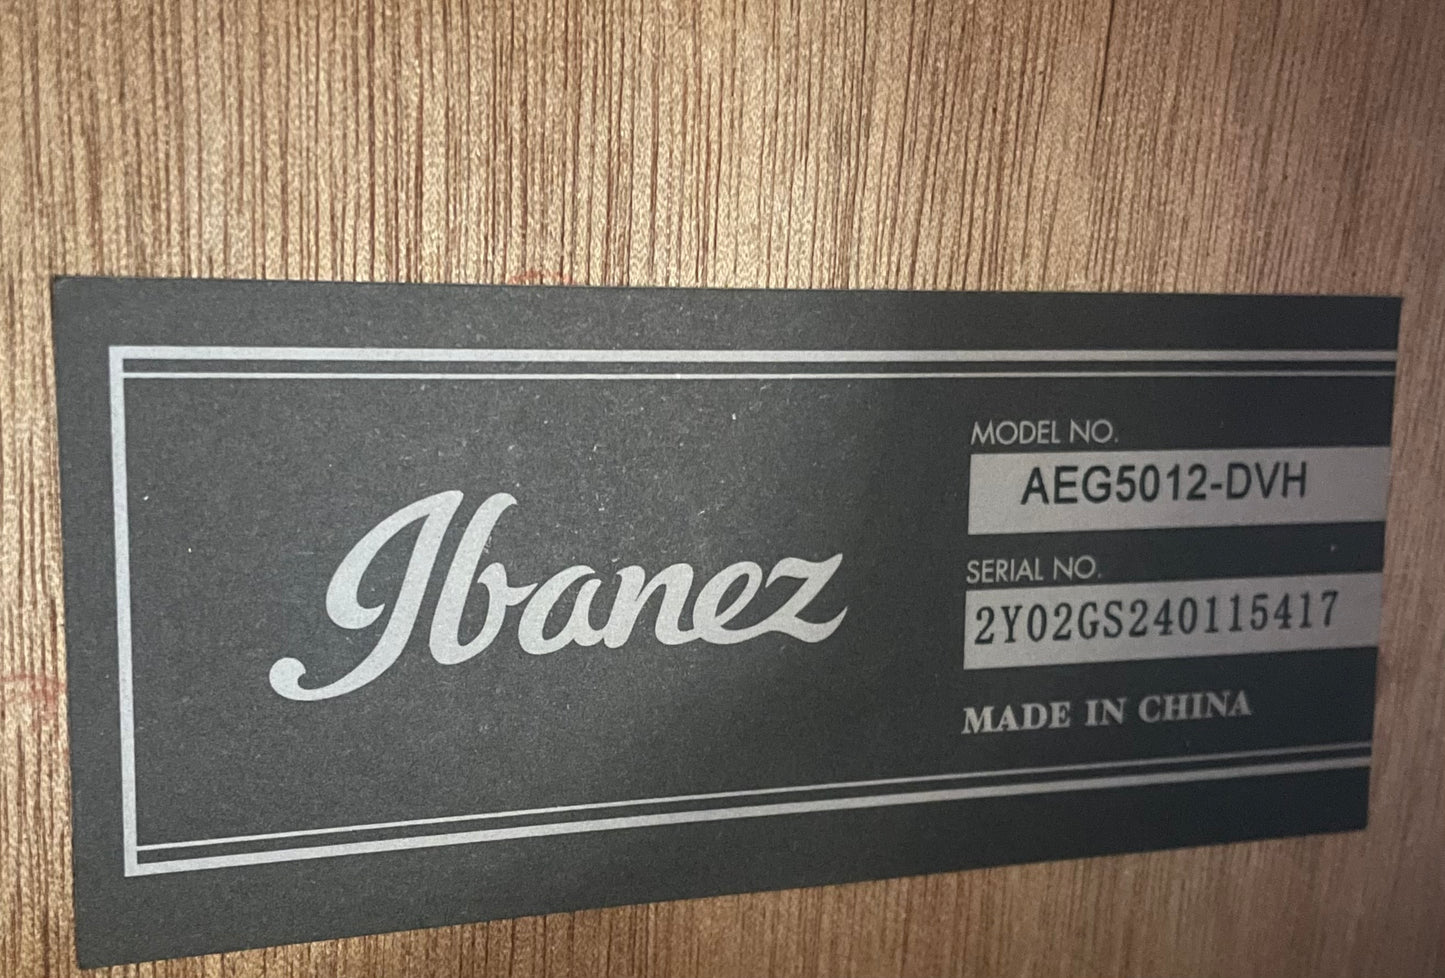 Ibanez
MODEL NO.
AEG5012-DVH
SERIAL NO.
2Y02GS240115417
MADE IN CHINA